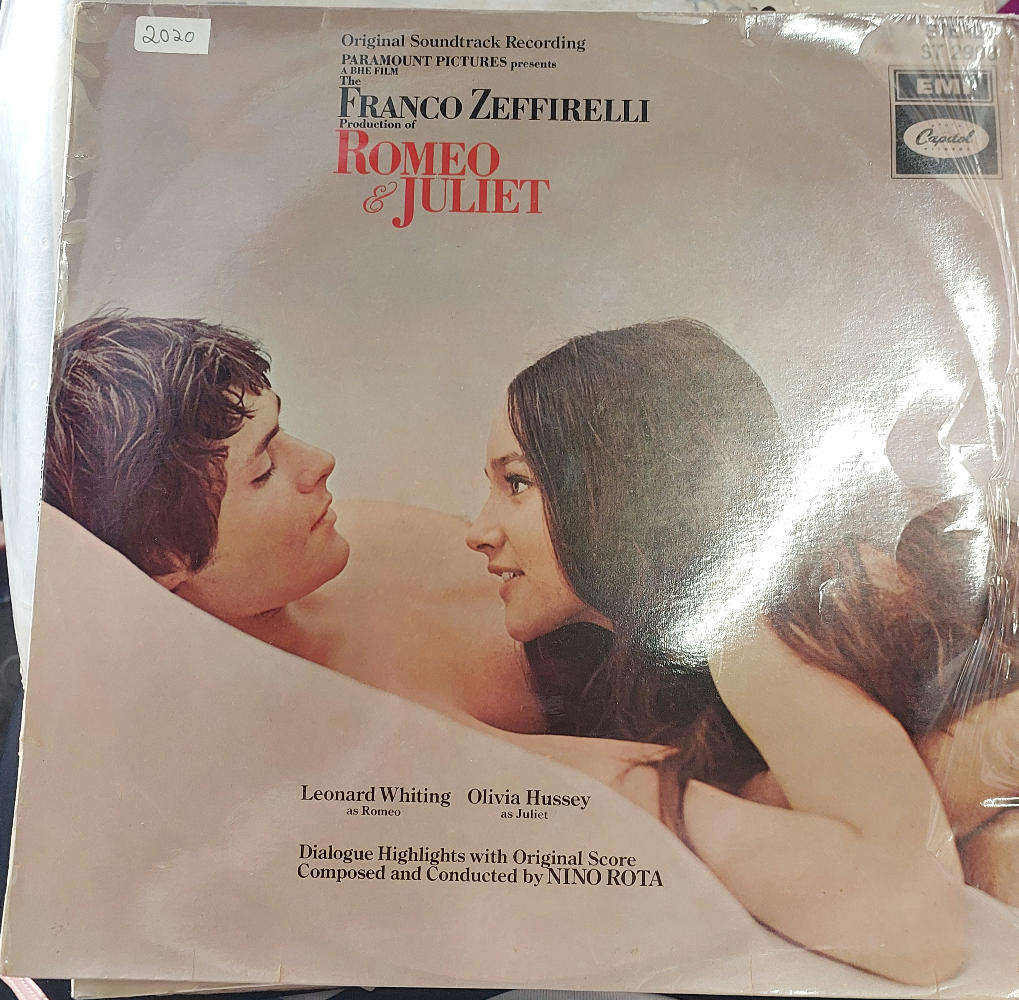 2020
Original Soundtrack Recording
PARAMOUNT PICTURES presents
A BHE FILM
The
FRANCO ZEFFIRELLI
Production of
ROMEO
& JULIET
STEREO
EMI
Capitol
Leonard Whiting Olivia Hussey
as Romeo as Juliet
Dialogue Highlights with Original Score
Composed and Conducted by NINO ROTA